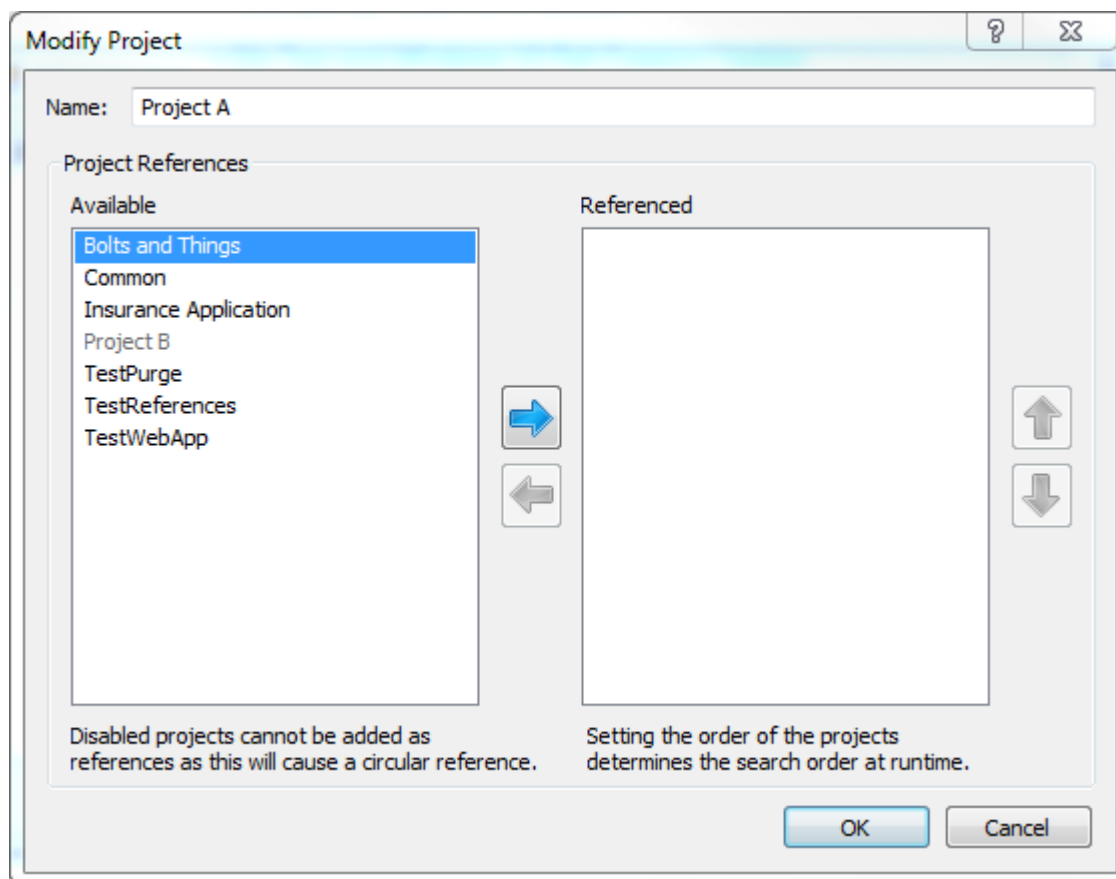 Modify Project
Name: Project A
Project References
Available
Referenced
Bolts and Things
Common
Insurance Application
Project B
TestPurge
TestReferences
TestWebApp
Disabled projects cannot be added as
references as this will cause a circular reference.
Setting the order of the projects
determines the search order at runtime.
OK
Cancel